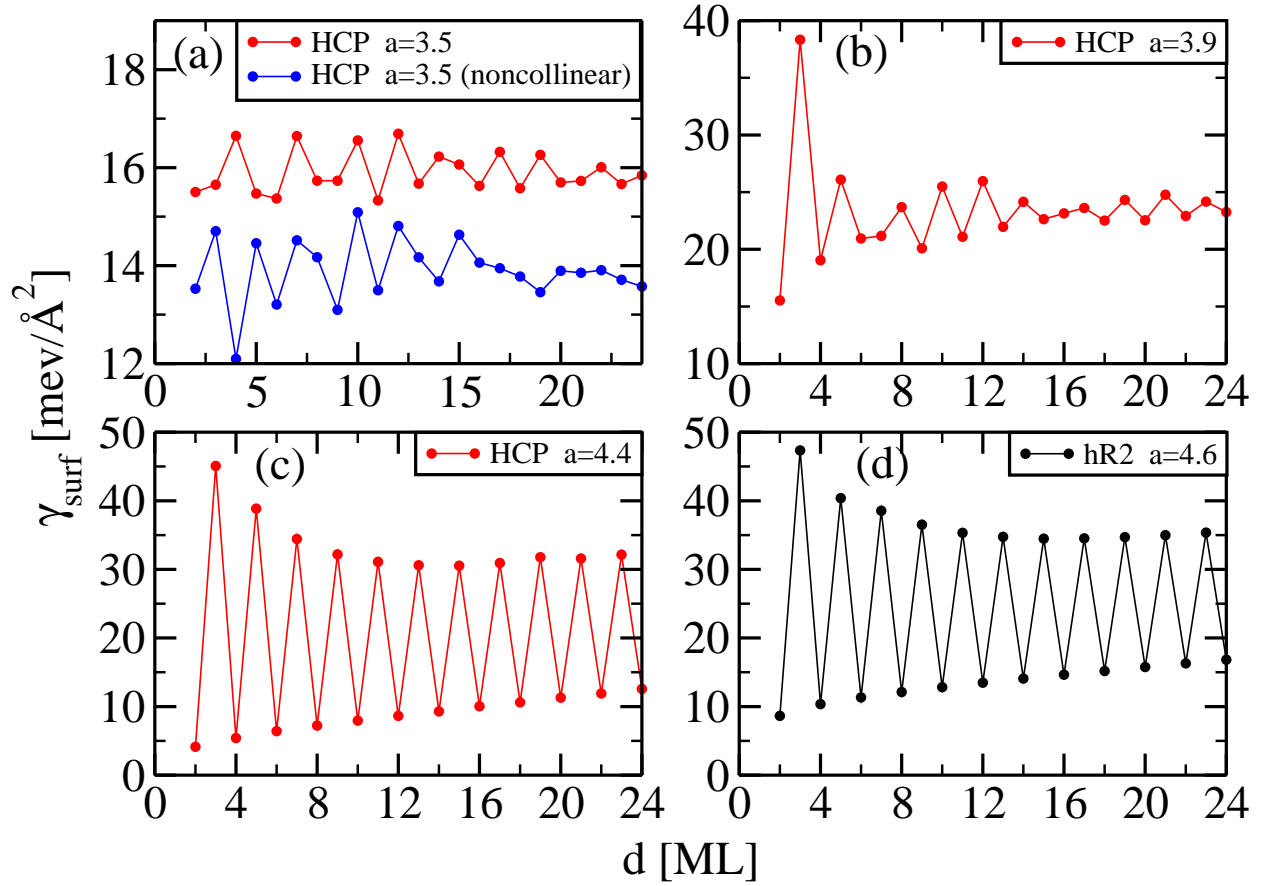 (a)
HCP a=3.5
HCP a=3.5 (noncollinear)
18
16
14
12
0 5 10 15 20
(b)
HCP a=3.9
40
30
20
10
0 4 8 12 16 20 24
(c)
HCP a=4.4
50
40
30
20
10
0
0 4 8 12 16 20 24
(d)
hR2 a=4.6
50
40
30
20
10
0
0 4 8 12 16 20 24
γsurf [mev/Å²]
d [ML]